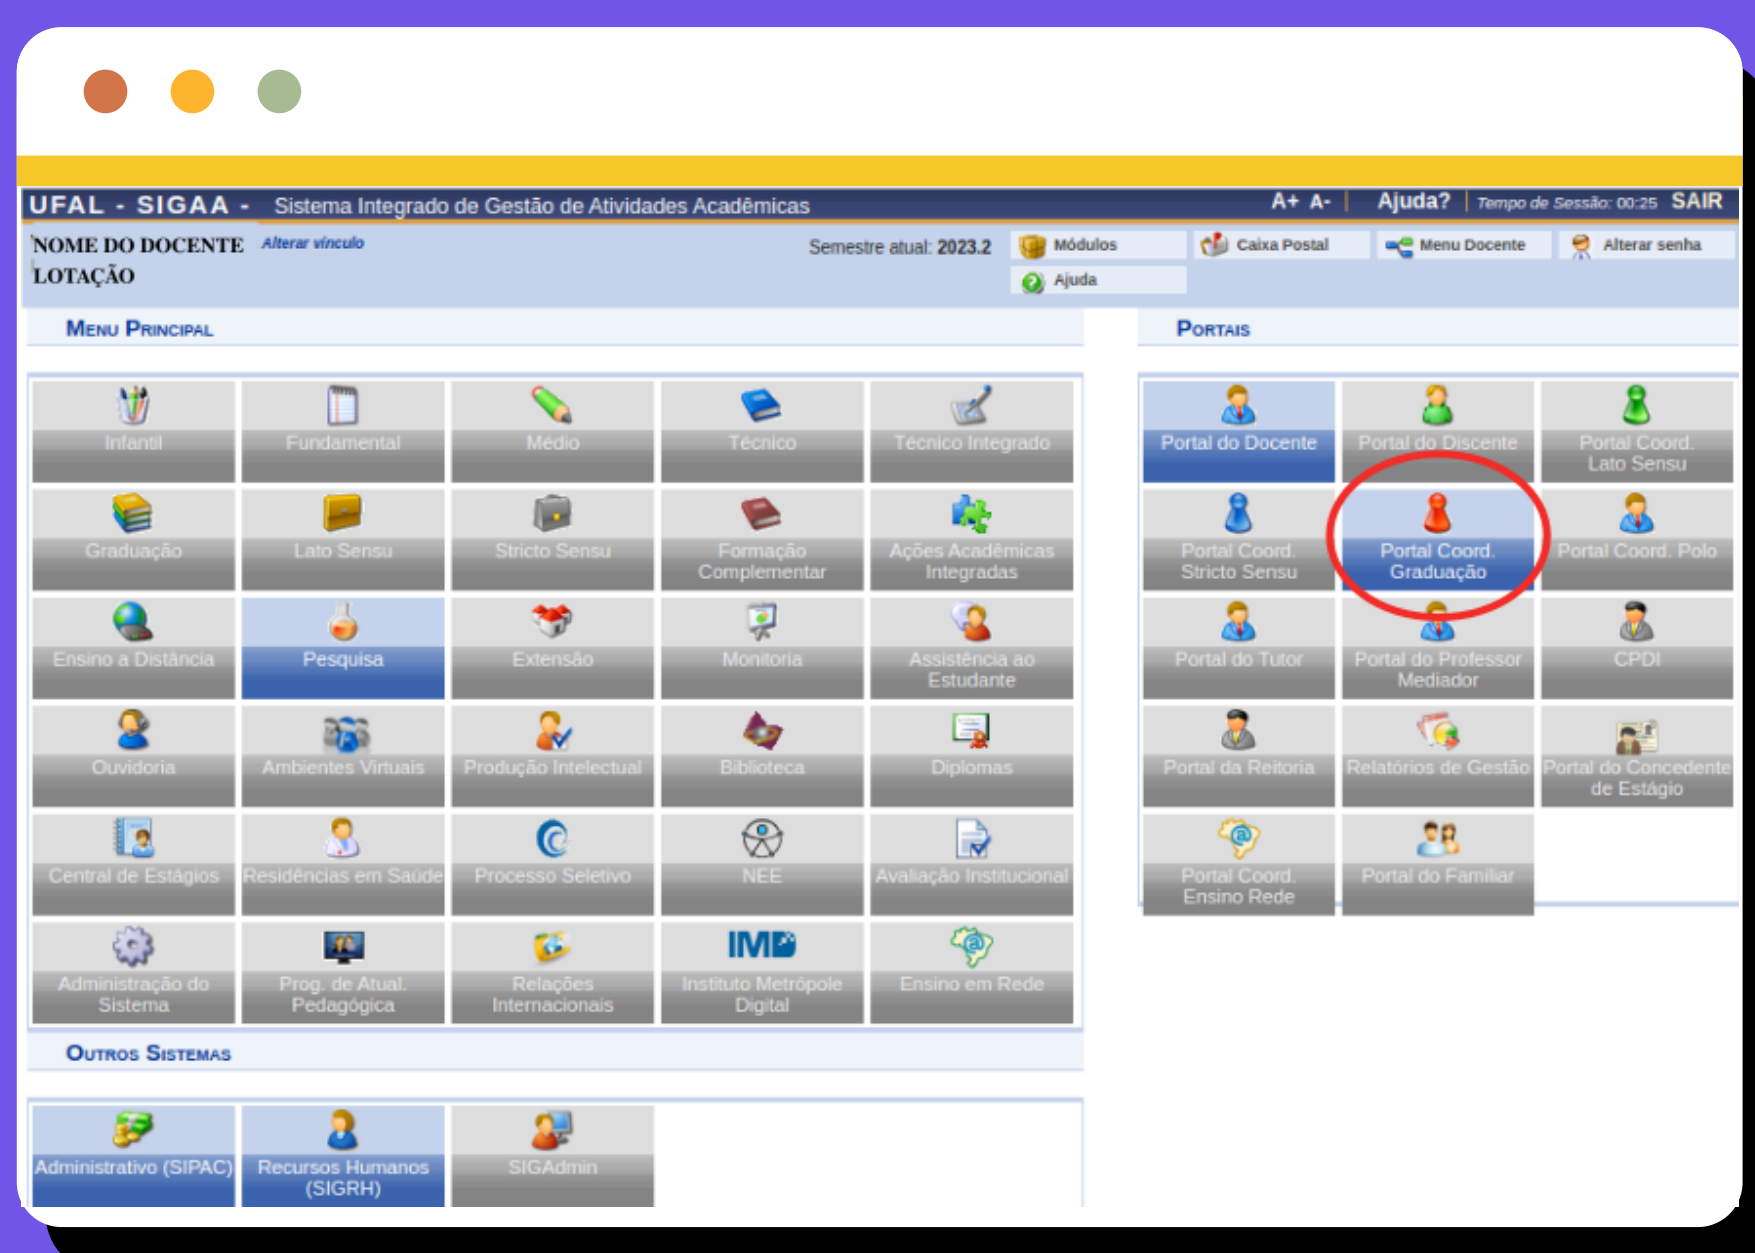 UFAL - SIGAA - Sistema Integrado de Gestão de Atividades Acadêmicas
A+ A- | Ajuda? | Tempo de Sessão: 00:25 SAIR
NOME DO DOCENTE Alterar vínculo
LOTAÇÃO
Semestre atual: 2023.2
Módulos
Caixa Postal
Menu Docente
Alterar senha
Ajuda
MENU PRINCIPAL
Infantil
Fundamental
Médio
Técnico
Técnico Integrado
Graduação
Lato Sensu
Stricto Sensu
Formação
Complementar
Ações Acadêmicas
Integradas
Ensino a Distância
Pesquisa
Extensão
Monitoria
Assistência ao
Estudante
Ouvidoria
Ambientes Virtuais
Produção Intelectual
Biblioteca
Diplomas
Central de Estágios
Residências em Saúde
Processo Seletivo
NEE
Avaliação Institucional
Administração do
Sistema
Prog. de Atual.
Pedagógica
Relações
Internacionais
IMD
Instituto Metrópole
Digital
Ensino em Rede
PORTAIS
Portal do Docente
Portal do Discente
Portal Coord.
Lato Sensu
Portal Coord.
Stricto Sensu
Portal Coord.
Graduação
Portal Coord. Polo
Portal do Tutor
Portal do Professor
Mediador
CPDI
Portal da Reitoria
Relatórios de Gestão
Portal do Concedente
de Estágio
Portal Coord.
Ensino Rede
Portal do Familiar
OUTROS SISTEMAS
Administrativo (SIPAC)
Recursos Humanos
(SIGRH)
SIGAdmin